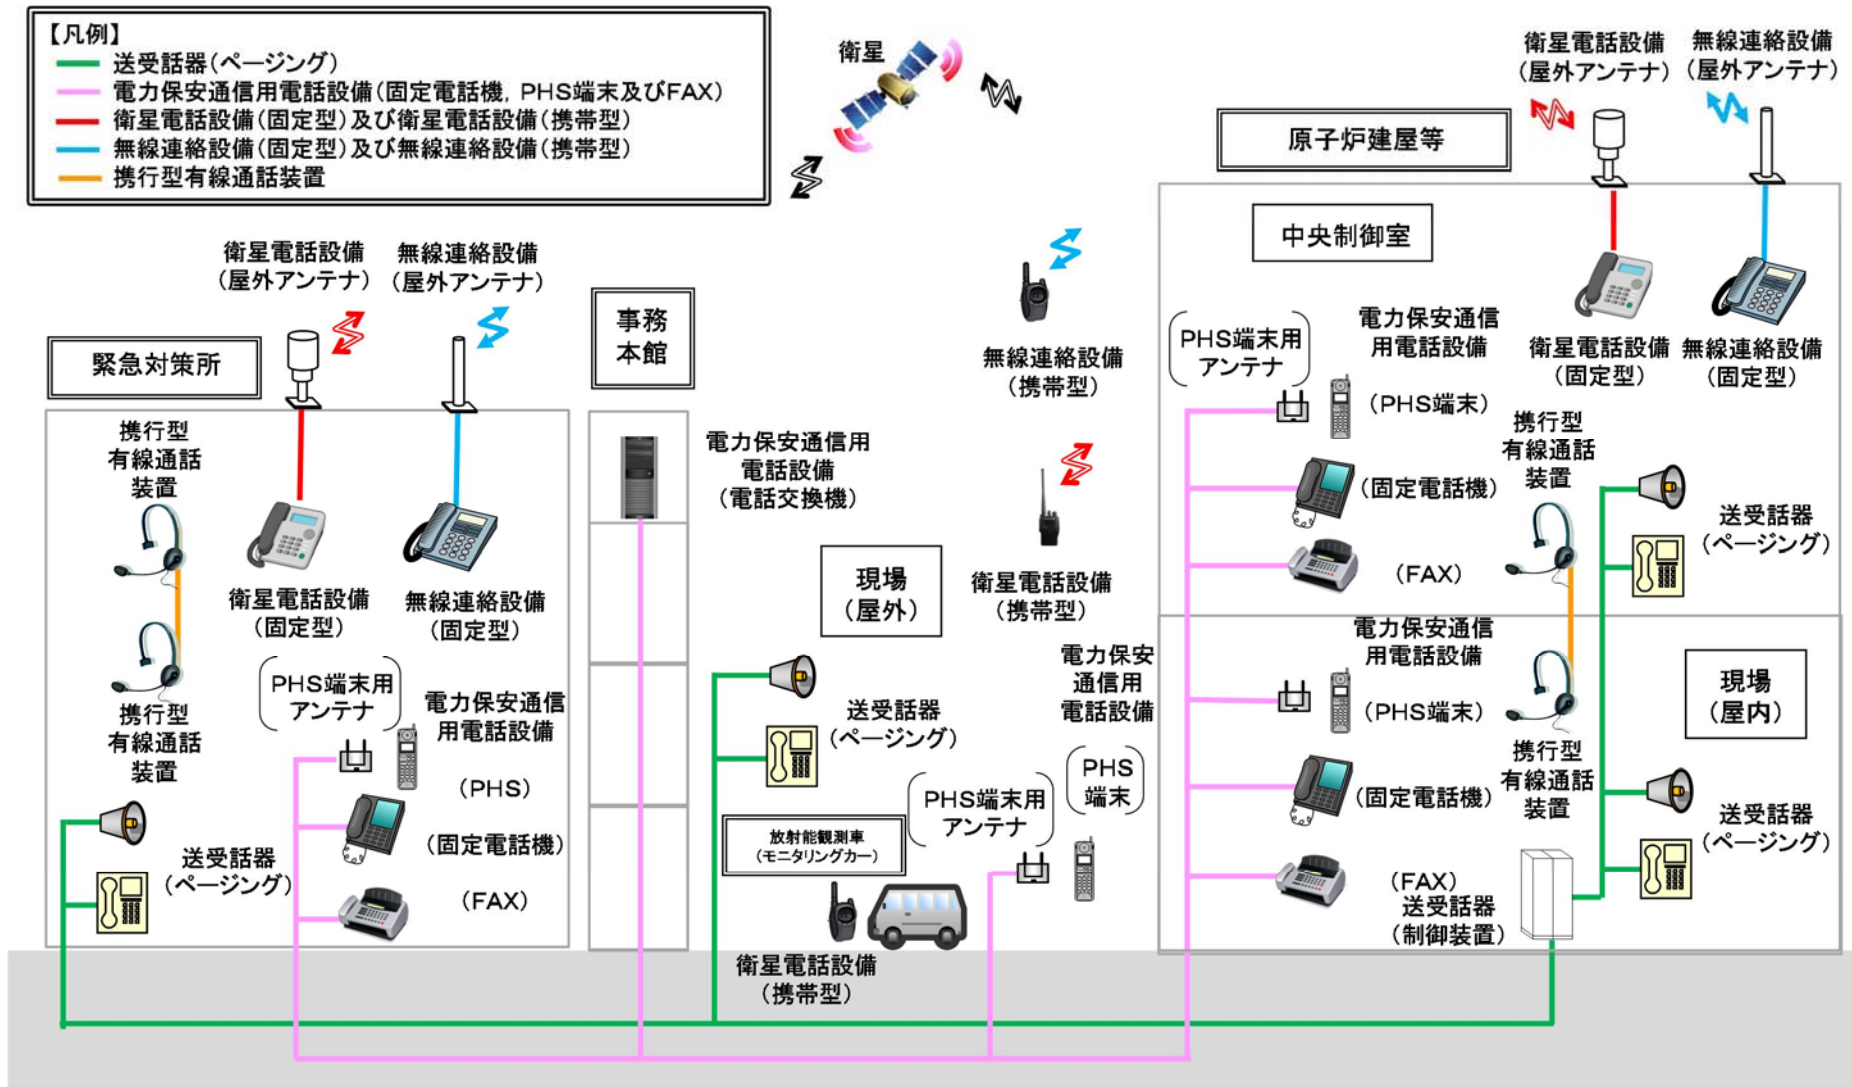 【凡例】
送受話器(ページング)
電力保安通信用電話設備(固定電話機,PHS端末及びFAX)
衛星電話設備(固定型)及び衛星電話設備(携帯型)
無線連絡設備(固定型)及び無線連絡設備(携帯型)
携行型有線通話装置
衛星
衛星電話設備
(屋外アンテナ)
無線連絡設備
(屋外アンテナ)
緊急対策所
携行型
有線通話
装置
衛星電話設備
(固定型)
無線連絡設備
(固定型)
携行型
有線通話
装置
PHS端末用
アンテナ
電力保安通信
用電話設備
(PHS)
(固定電話機)
(FAX)
送受話器
(ページング)
事務
本館
電力保安通信用
電話設備
(電話交換機)
現場
(屋外)
送受話器
(ページング)
放射能観測車
(モニタリングカー)
衛星電話設備
(携帯型)
無線連絡設備
(携帯型)
衛星電話設備
(携帯型)
電力保安
通信用
電話設備
PHS
端末
PHS端末用
アンテナ
原子炉建屋等
衛星電話設備
(屋外アンテナ)
無線連絡設備
(屋外アンテナ)
中央制御室
PHS端末用
アンテナ
電力保安通信
用電話設備
(PHS端末)
(固定電話機)
(FAX)
衛星電話設備
(固定型)
無線連絡設備
(固定型)
携行型
有線通話
装置
送受話器
(ページング)
電力保安通信
用電話設備
(PHS端末)
(固定電話機)
(FAX)
送受話器
(制御装置)
携行型
有線通話
装置
現場
(屋内)
送受話器
(ページング)